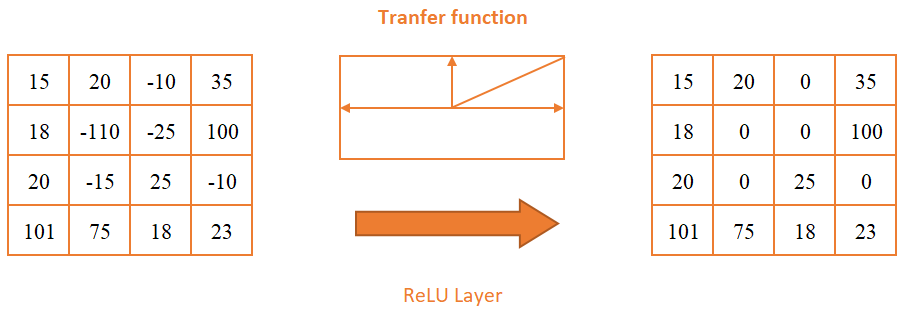 Tranfer function
15 20 -10 35
18 -110 -25 100
20 -15 25 -10
101 75 18 23
15 20 0 35
18 0 0 100
20 0 25 0
101 75 18 23
ReLU Layer